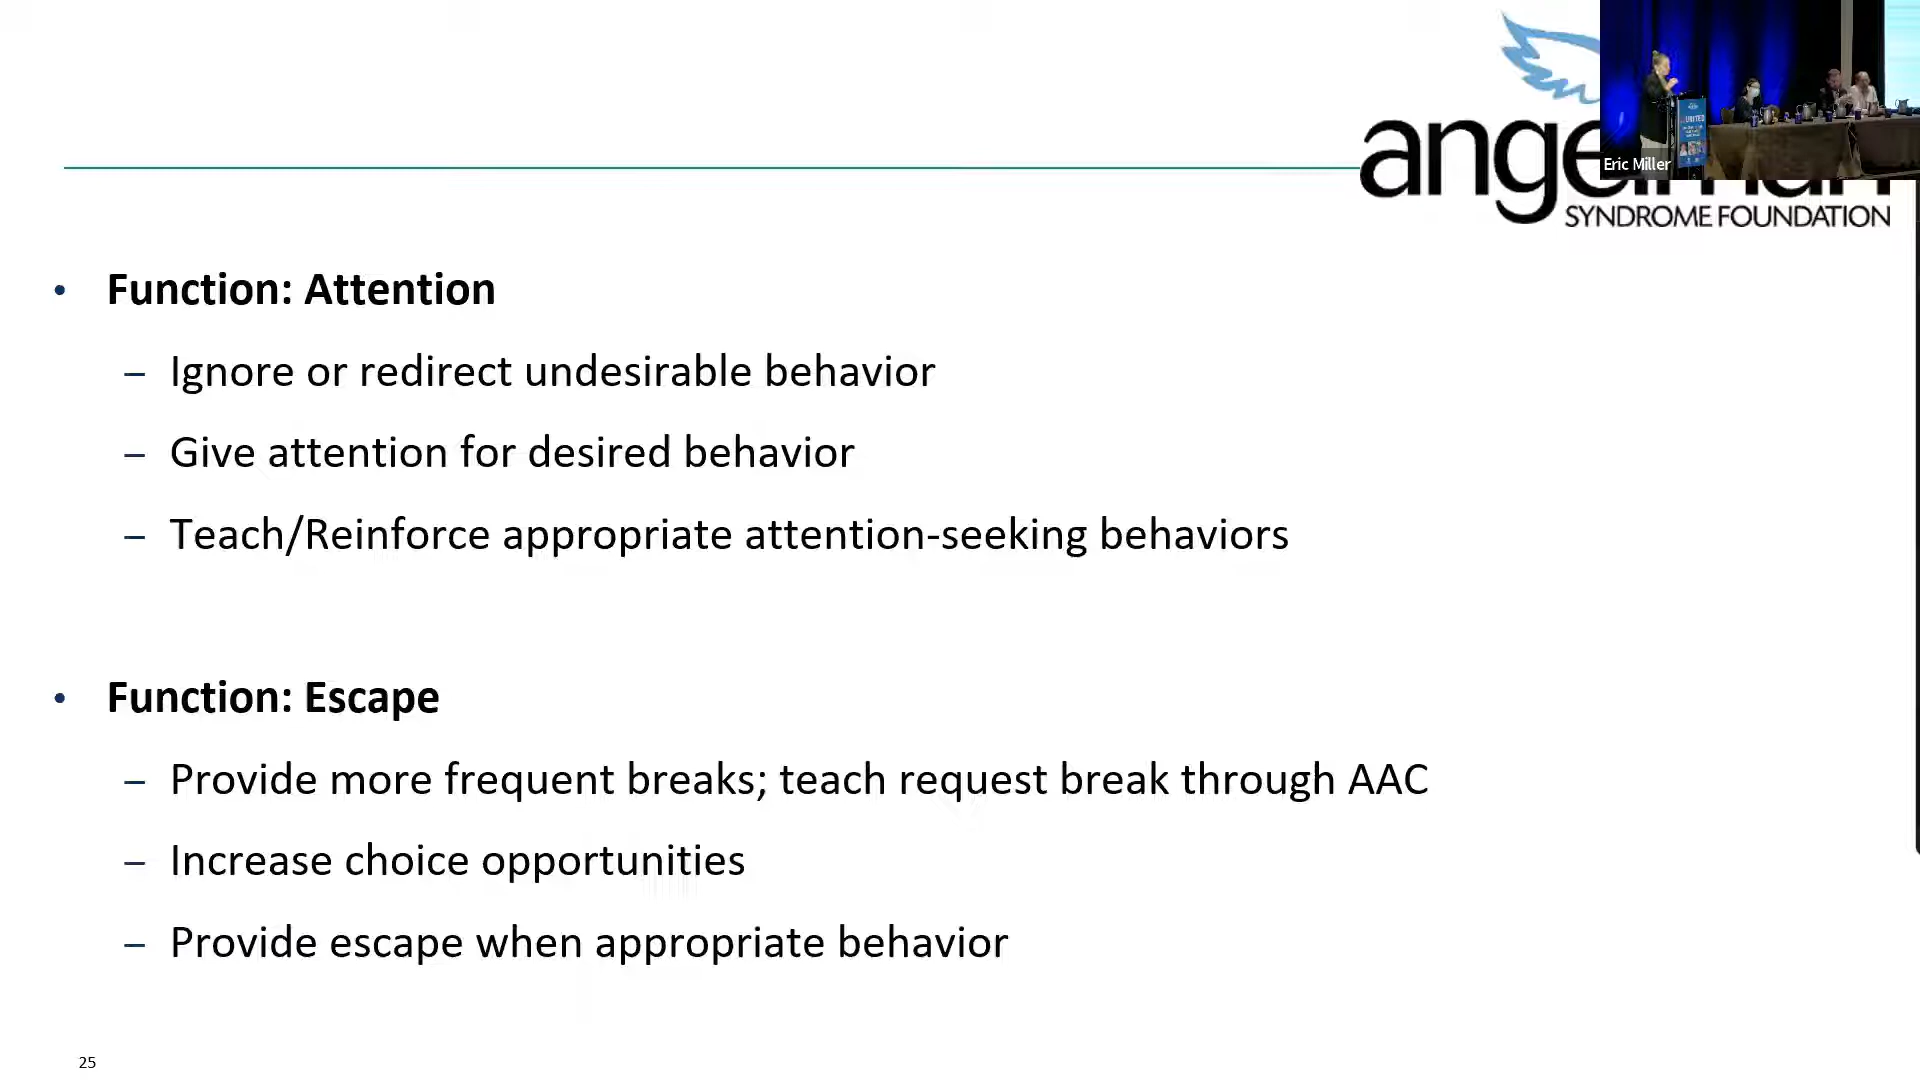 Eric Miller
SYNDROME FOUNDATION
• Function: Attention
– Ignore or redirect undesirable behavior
– Give attention for desired behavior
– Teach/Reinforce appropriate attention-seeking behaviors
• Function: Escape
– Provide more frequent breaks; teach request break through AAC
– Increase choice opportunities
– Provide escape when appropriate behavior
25